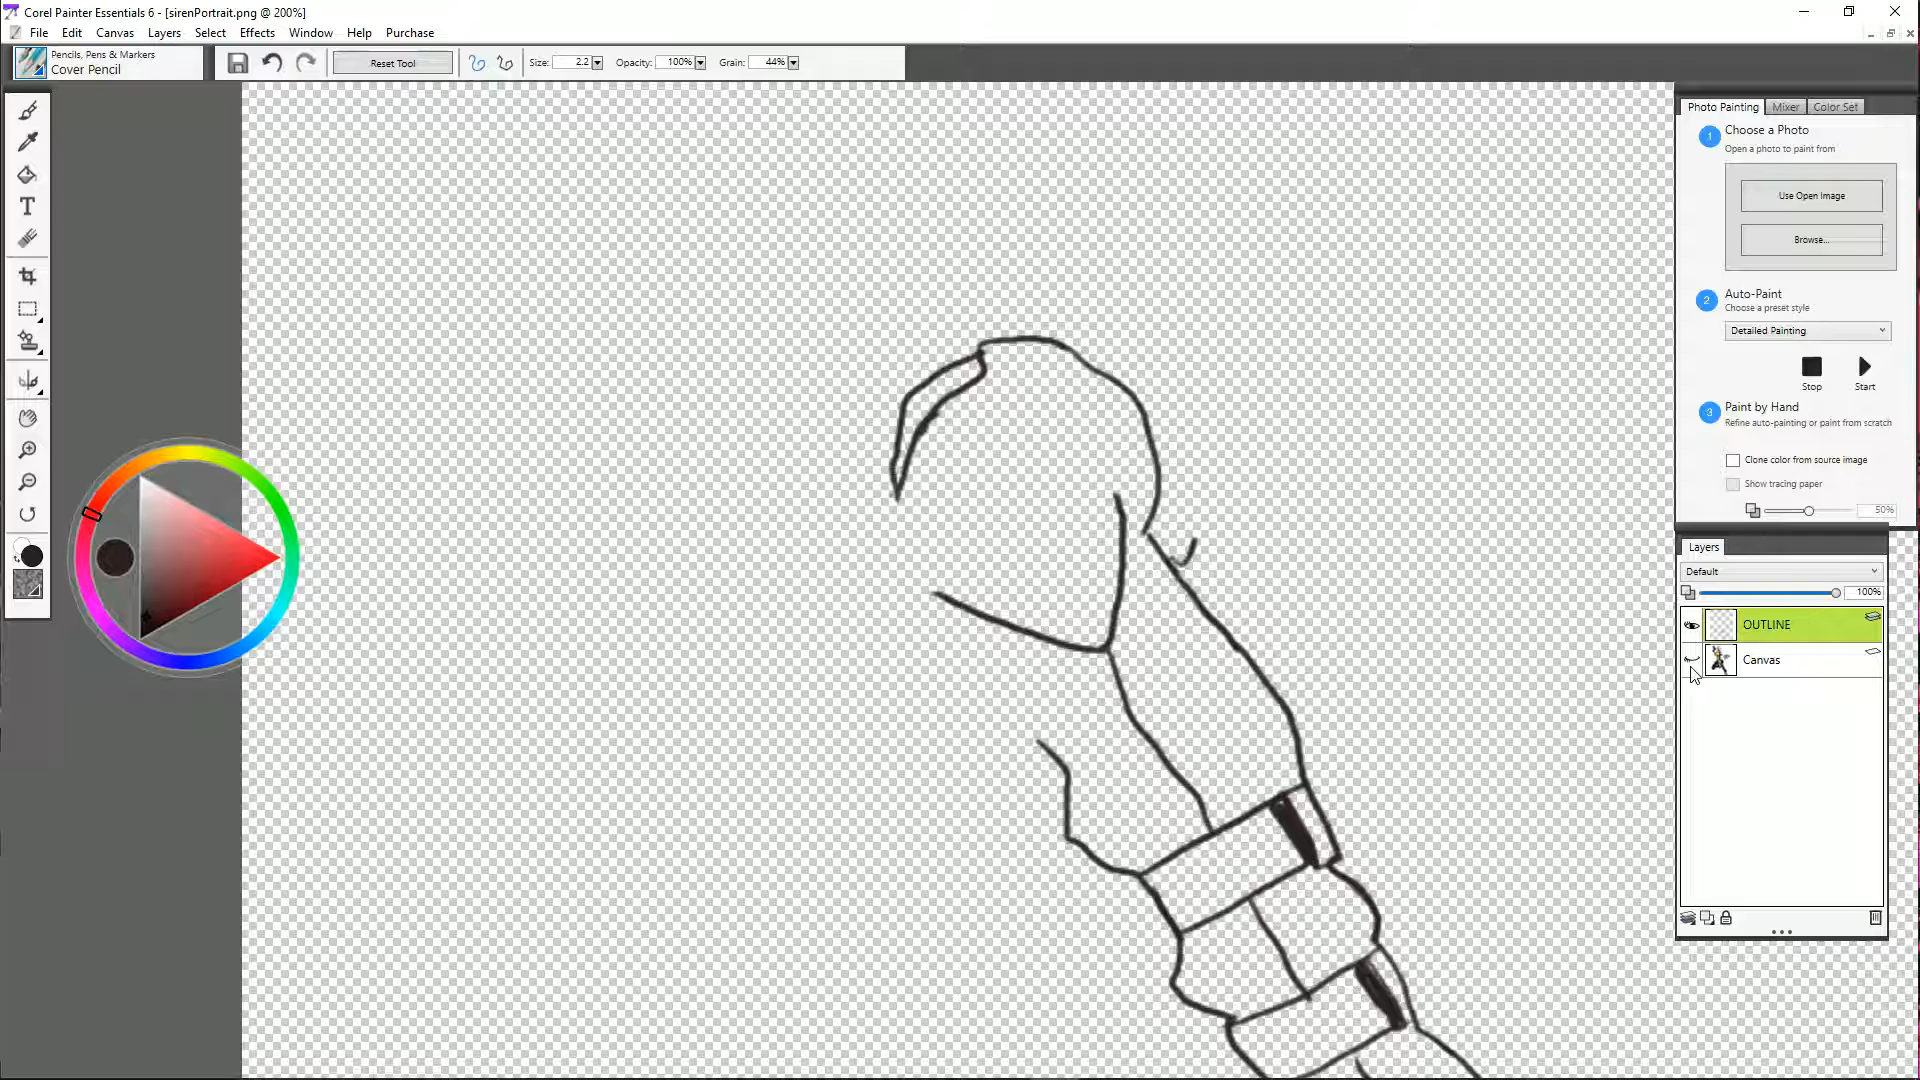 Corel Painter Essentials 6 - [sirenPortrait.png @ 200%]
File Edit Canvas Layers Select Effects Window Help Purchase
Pencils, Pens & Markers
Cover Pencil
Reset Tool
Size: 2.2
Opacity: 100%
Grain: 44%
T
Photo Painting Mixer Color Set
1 Choose a Photo
Open a photo to paint from
Use Open Image
Browse...
2 Auto-Paint
Choose a preset style
Detailed Painting
Stop Start
3 Paint by Hand
Refine auto-painting or paint from scratch
Clone color from source image
Show tracing paper
50%
Layers
Default
100%
OUTLINE
Canvas